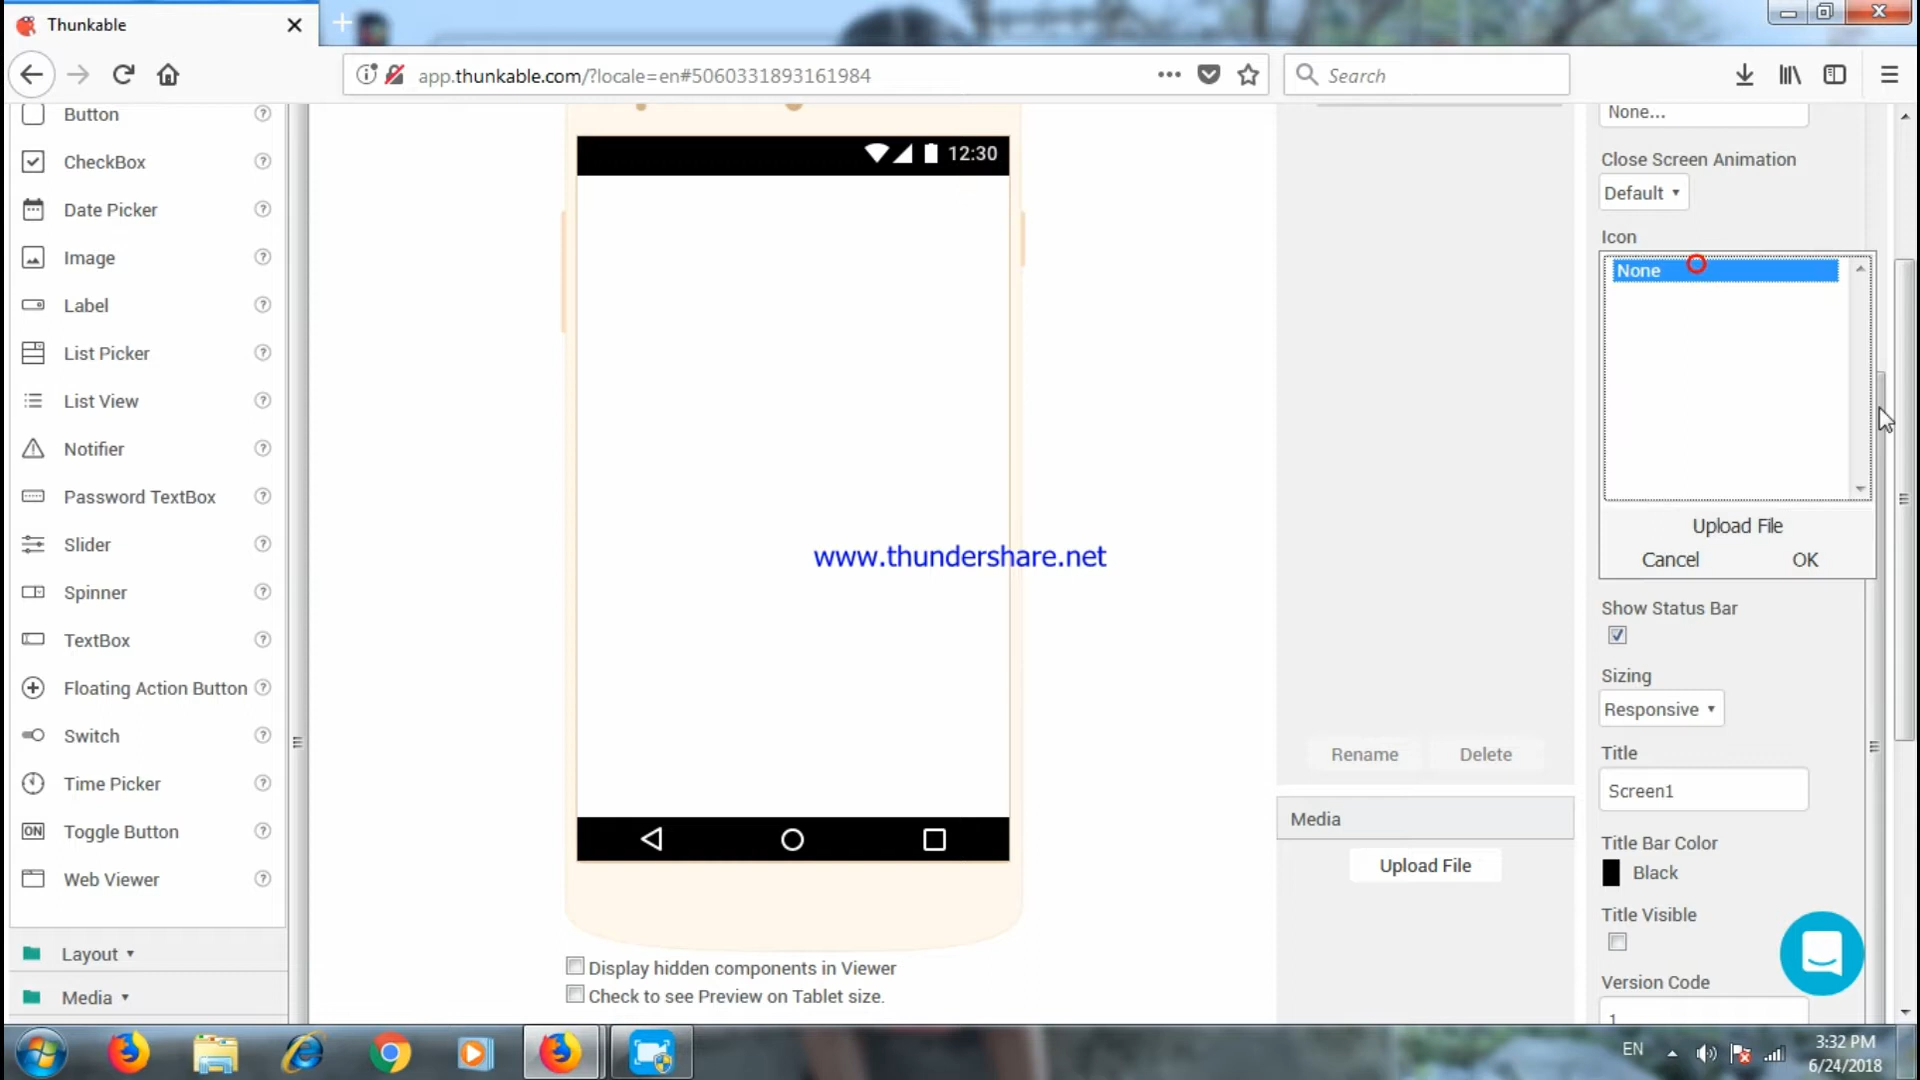 Thunkable
app.thunkable.com/?locale=en#5060331893161984
Search
Button
CheckBox
Date Picker
Image
Label
List Picker
List View
Notifier
Password TextBox
Slider
Spinner
TextBox
Floating Action Button
Switch
Time Picker
ON Toggle Button
Web Viewer
Layout
Media
12:30
www.thundershare.net
Display hidden components in Viewer
Check to see Preview on Tablet size.
Rename Delete
Media
Upload File
None...
Close Screen Animation
Default
Icon
None
Upload File
Cancel OK
Show Status Bar
Sizing
Responsive
Title
Screen1
Title Bar Color
Black
Title Visible
Version Code
1
EN
3:32 PM
6/24/2018